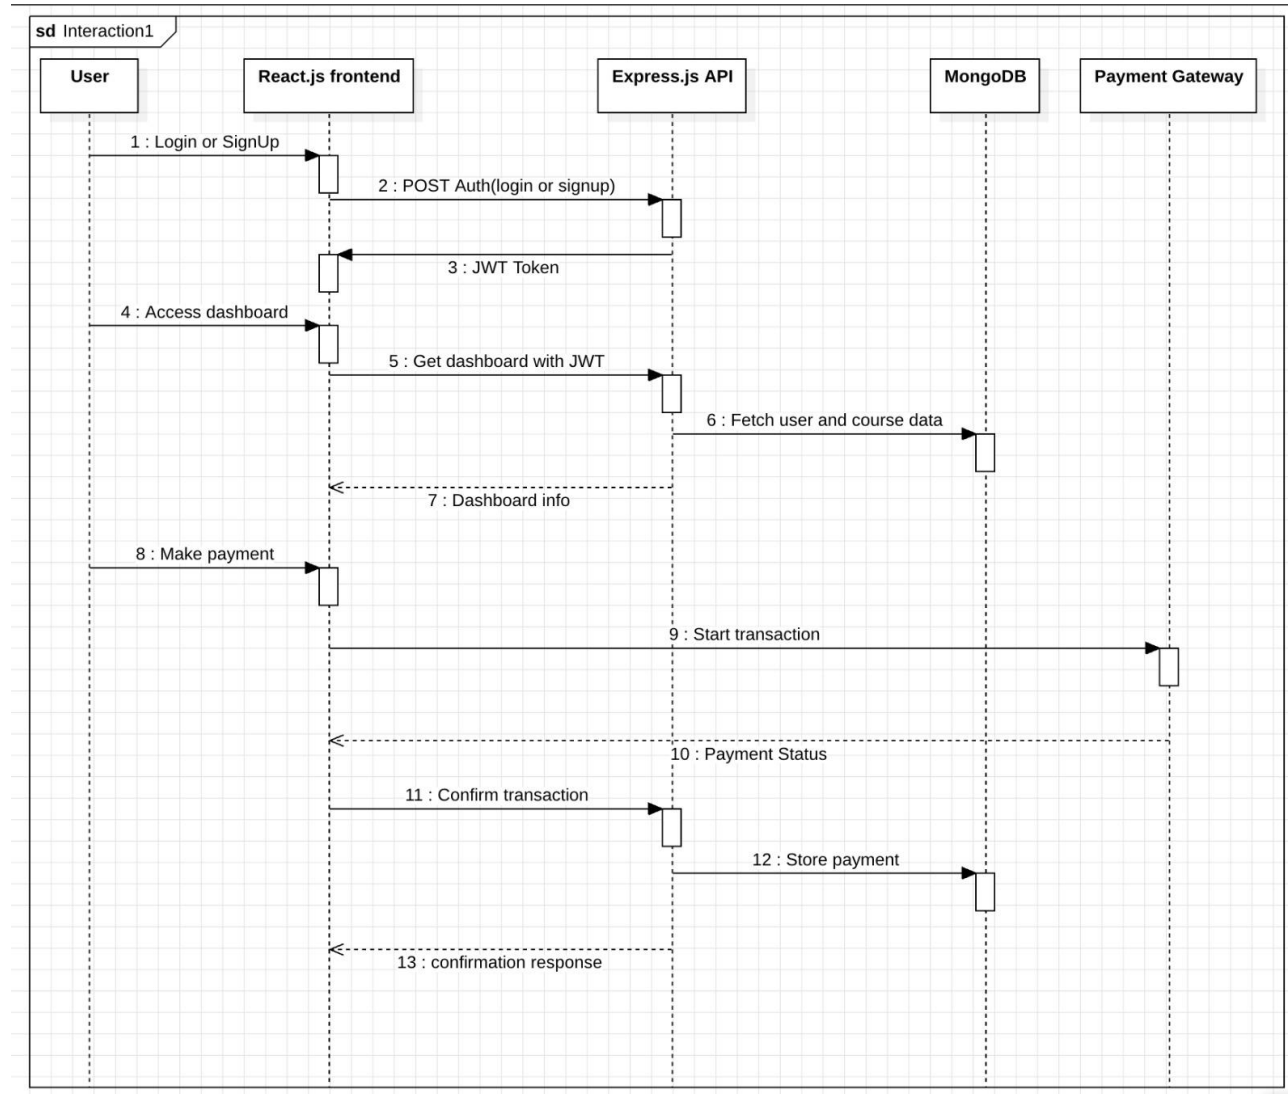 sd Interaction1
User
React.js frontend
Express.js API
MongoDB
Payment Gateway
1 : Login or SignUp
2 : POST Auth(login or signup)
3 : JWT Token
4 : Access dashboard
5 : Get dashboard with JWT
6 : Fetch user and course data
7 : Dashboard info
8 : Make payment
9 : Start transaction
10 : Payment Status
11 : Confirm transaction
12 : Store payment
13 : confirmation response